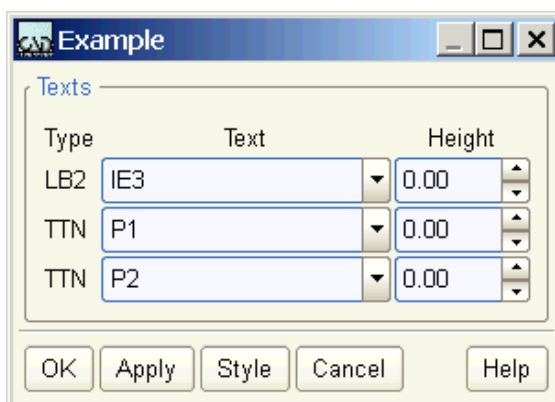 CAD Example
Texts
Type Text Height
LB2 IE3 0.00
TTN P1 0.00
TTN P2 0.00
OK Apply Style Cancel Help